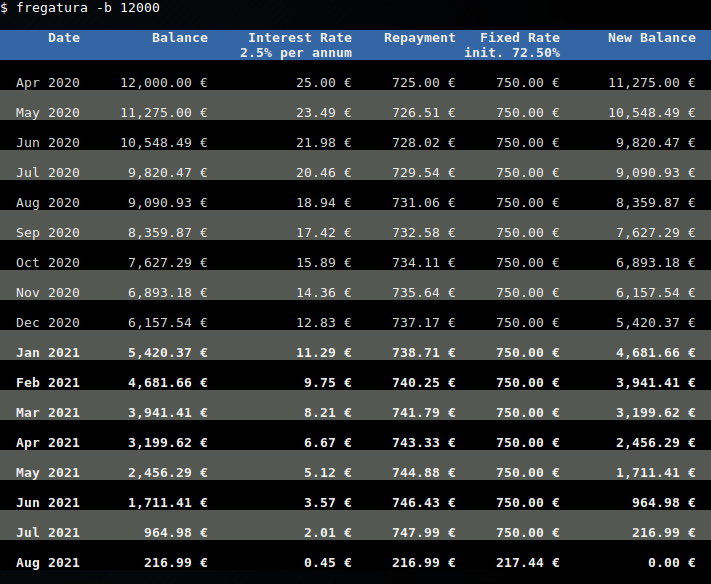 $ fregatura -b 12000
Date Balance Interest Rate Repayment Fixed Rate New Balance
2.5% per annum init. 72.50%
Apr 2020 12,000.00 € 25.00 € 725.00 € 750.00 € 11,275.00 €
May 2020 11,275.00 € 23.49 € 726.51 € 750.00 € 10,548.49 €
Jun 2020 10,548.49 € 21.98 € 728.02 € 750.00 € 9,820.47 €
Jul 2020 9,820.47 € 20.46 € 729.54 € 750.00 € 9,090.93 €
Aug 2020 9,090.93 € 18.94 € 731.06 € 750.00 € 8,359.87 €
Sep 2020 8,359.87 € 17.42 € 732.58 € 750.00 € 7,627.29 €
Oct 2020 7,627.29 € 15.89 € 734.11 € 750.00 € 6,893.18 €
Nov 2020 6,893.18 € 14.36 € 735.64 € 750.00 € 6,157.54 €
Dec 2020 6,157.54 € 12.83 € 737.17 € 750.00 € 5,420.37 €
Jan 2021 5,420.37 € 11.29 € 738.71 € 750.00 € 4,681.66 €
Feb 2021 4,681.66 € 9.75 € 740.25 € 750.00 € 3,941.41 €
Mar 2021 3,941.41 € 8.21 € 741.79 € 750.00 € 3,199.62 €
Apr 2021 3,199.62 € 6.67 € 743.33 € 750.00 € 2,456.29 €
May 2021 2,456.29 € 5.12 € 744.88 € 750.00 € 1,711.41 €
Jun 2021 1,711.41 € 3.57 € 746.43 € 750.00 € 964.98 €
Jul 2021 964.98 € 2.01 € 747.99 € 750.00 € 216.99 €
Aug 2021 216.99 € 0.45 € 216.99 € 217.44 € 0.00 €